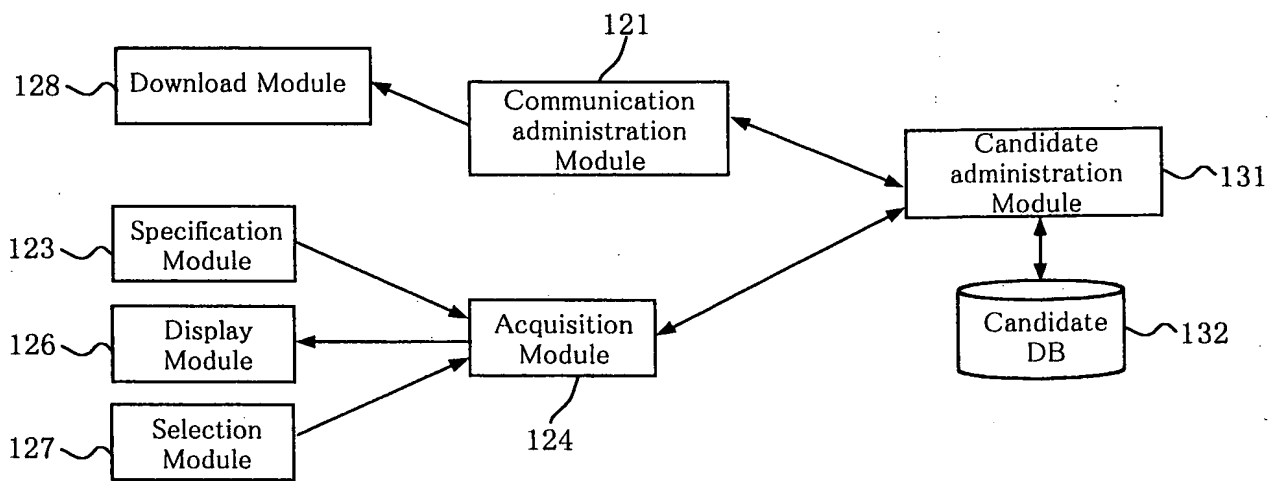 121
128
Download Module
Communication
administration
Module
Candidate
administration
Module
131
123
Specification
Module
126
Display
Module
Acquisition
Module
Candidate
DB
132
127
Selection
Module
124